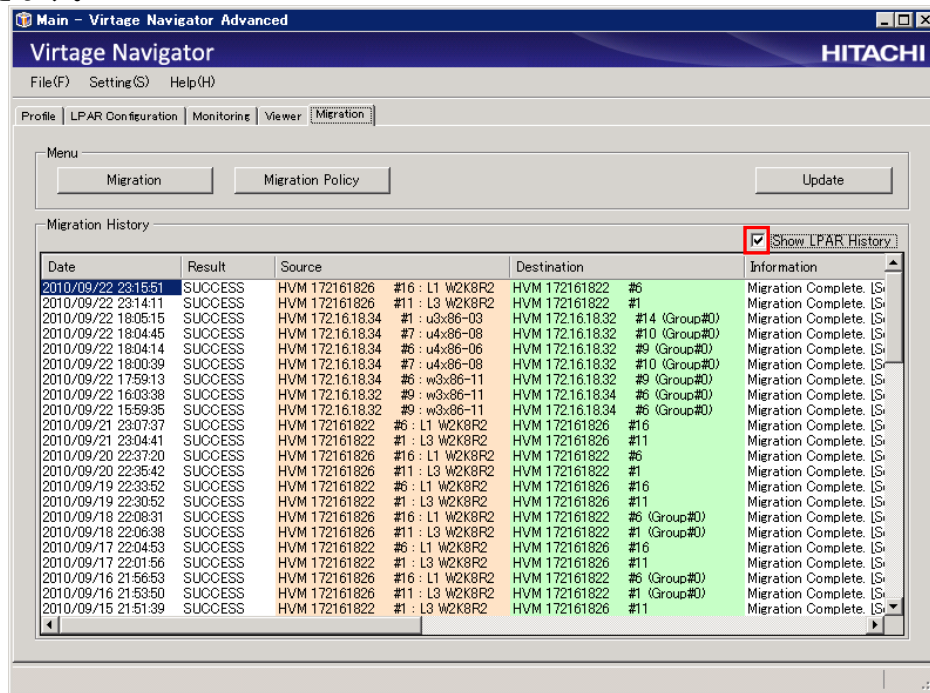 Main - Virtage Navigator Advanced
Virtage Navigator HITACHI
File(F) Setting(S) Help(H)
Profile LPAR Configuration Monitoring Viewer Migration
Menu
Migration Migration Policy Update
Migration History
Show LPAR History
Date Result Source Destination Information
2010/09/22 23:15:51 SUCCESS HVM 172161826 #16 : L1 W2K8R2 HVM 172161822 #6 Migration Complete. [S
2010/09/22 23:14:11 SUCCESS HVM 172161826 #11 : L3 W2K8R2 HVM 172161822 #1 Migration Complete. [S
2010/09/22 18:05:15 SUCCESS HVM 172.16.18.34 #1 : u3x86-03 HVM 172.16.18.32 #14 (Group#0) Migration Complete. [S
2010/09/22 18:04:45 SUCCESS HVM 172.16.18.34 #7 : u4x86-08 HVM 172.16.18.32 #10 (Group#0) Migration Complete. [S
2010/09/22 18:04:14 SUCCESS HVM 172.16.18.34 #6 : u4x86-06 HVM 172.16.18.32 #9 (Group#0) Migration Complete. [S
2010/09/22 18:00:39 SUCCESS HVM 172.16.18.34 #7 : u4x86-08 HVM 172.16.18.32 #10 (Group#0) Migration Complete. [S
2010/09/22 17:59:13 SUCCESS HVM 172.16.18.34 #6 : w3x86-11 HVM 172.16.18.32 #9 (Group#0) Migration Complete. [S
2010/09/22 16:03:38 SUCCESS HVM 172.16.18.32 #9 : w3x86-11 HVM 172.16.18.34 #6 (Group#0) Migration Complete. [S
2010/09/22 15:59:35 SUCCESS HVM 172.16.18.32 #9 : w3x86-11 HVM 172.16.18.34 #6 (Group#0) Migration Complete. [S
2010/09/21 23:07:37 SUCCESS HVM 172161822 #6 : L1 W2K8R2 HVM 172161826 #16 Migration Complete. [S
2010/09/21 23:04:41 SUCCESS HVM 172161822 #1 : L3 W2K8R2 HVM 172161826 #11 Migration Complete. [S
2010/09/20 22:37:20 SUCCESS HVM 172161826 #16 : L1 W2K8R2 HVM 172161822 #6 Migration Complete. [S
2010/09/20 22:35:42 SUCCESS HVM 172161826 #11 : L3 W2K8R2 HVM 172161822 #1 Migration Complete. [S
2010/09/19 22:33:52 SUCCESS HVM 172161822 #6 : L1 W2K8R2 HVM 172161826 #16 Migration Complete. [S
2010/09/19 22:30:52 SUCCESS HVM 172161822 #1 : L3 W2K8R2 HVM 172161826 #11 Migration Complete. [S
2010/09/18 22:08:31 SUCCESS HVM 172161826 #16 : L1 W2K8R2 HVM 172161822 #6 (Group#0) Migration Complete. [S
2010/09/18 22:06:38 SUCCESS HVM 172161826 #11 : L3 W2K8R2 HVM 172161822 #1 (Group#0) Migration Complete. [S
2010/09/17 22:04:53 SUCCESS HVM 172161822 #6 : L1 W2K8R2 HVM 172161826 #16 Migration Complete. [S
2010/09/17 22:01:56 SUCCESS HVM 172161822 #1 : L3 W2K8R2 HVM 172161826 #11 Migration Complete. [S
2010/09/16 21:56:53 SUCCESS HVM 172161826 #16 : L1 W2K8R2 HVM 172161822 #6 (Group#0) Migration Complete. [S
2010/09/16 21:53:50 SUCCESS HVM 172161826 #11 : L3 W2K8R2 HVM 172161822 #1 (Group#0) Migration Complete. [S
2010/09/15 21:51:39 SUCCESS HVM 172161822 #1 : L3 W2K8R2 HVM 172161826 #11 Migration Complete. [S